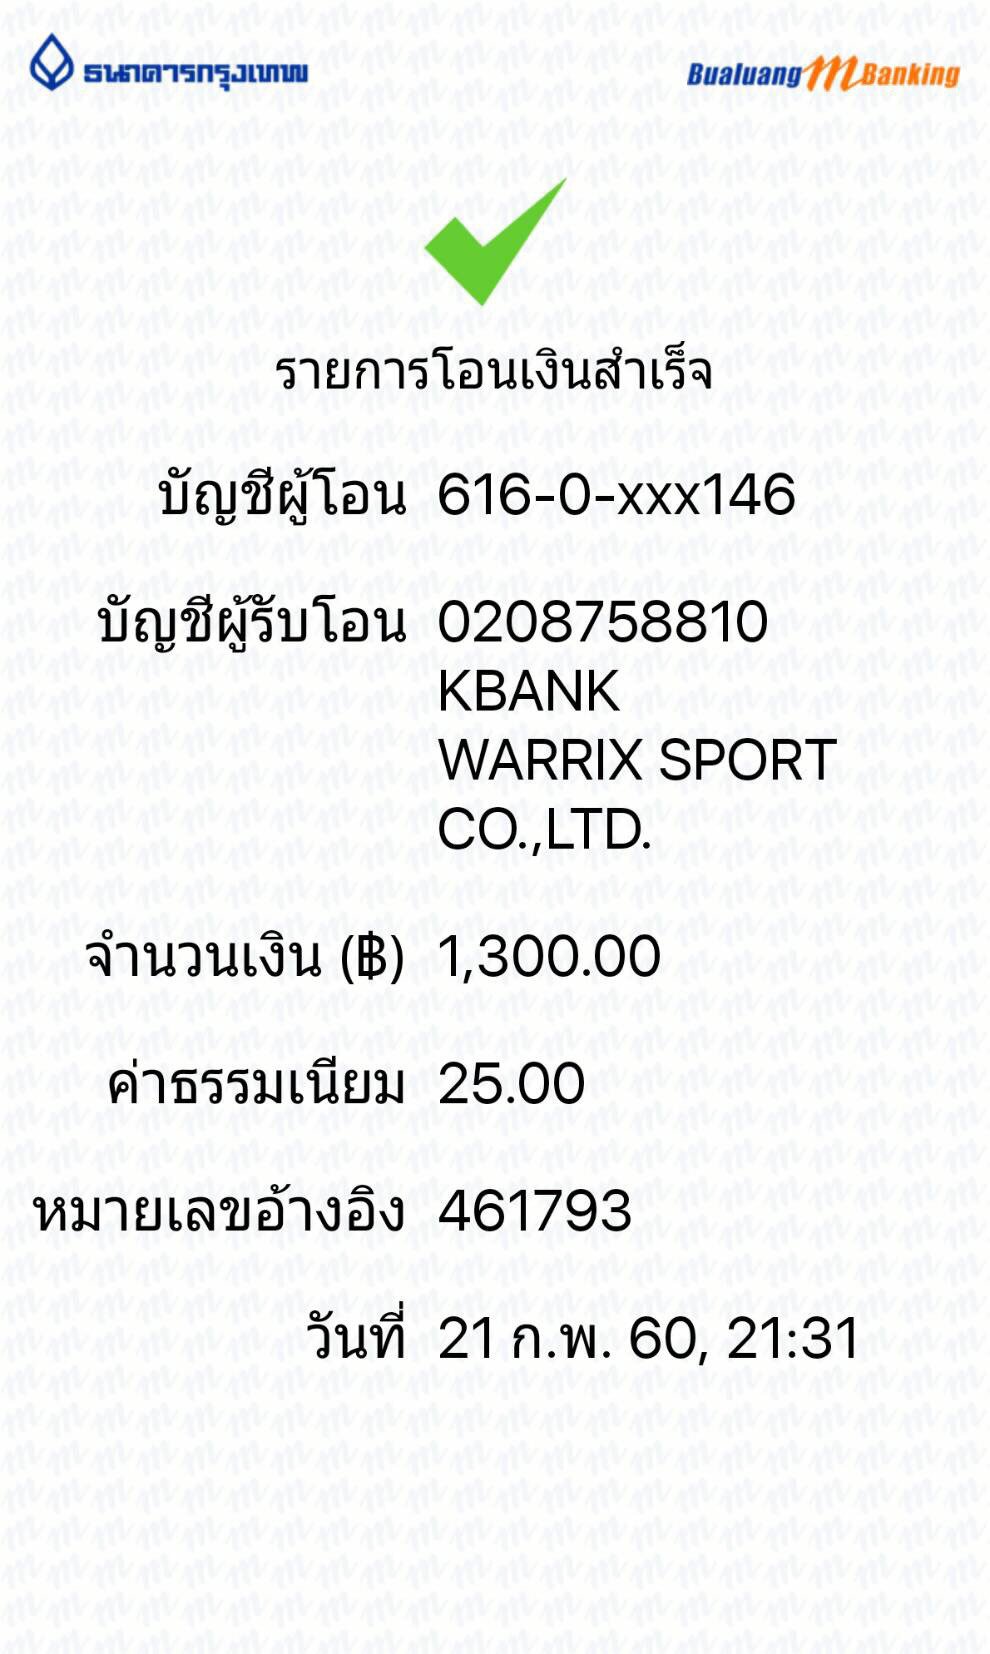 ธนาคารกรุงเทพ
Bualuang mBanking
รายการโอนเงินสำเร็จ
บัญชีผู้โอน 616-0-xxx146
บัญชีผู้รับโอน 0208758810
KBANK
WARRIX SPORT
CO.,LTD.
จำนวนเงิน (฿) 1,300.00
ค่าธรรมเนียม 25.00
หมายเลขอ้างอิง 461793
วันที่ 21 ก.พ. 60, 21:31